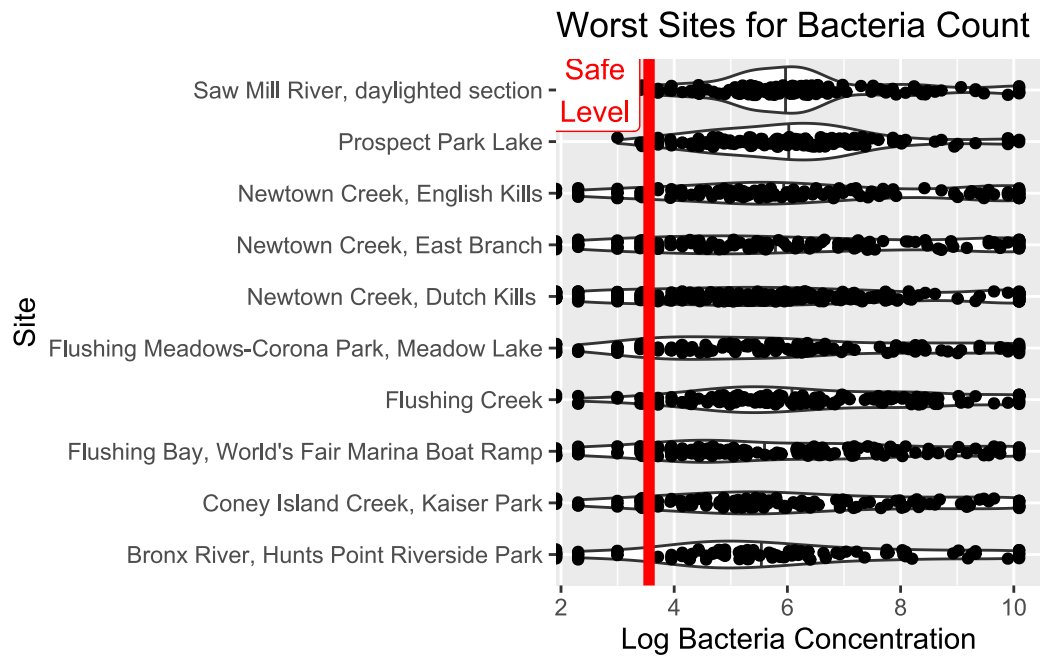 Worst Sites for Bacteria Count
Safe
Level
Saw Mill River, daylighted section
Prospect Park Lake
Newtown Creek, English Kills
Newtown Creek, East Branch
Newtown Creek, Dutch Kills
Flushing Meadows-Corona Park, Meadow Lake
Flushing Creek
Flushing Bay, World's Fair Marina Boat Ramp
Coney Island Creek, Kaiser Park
Bronx River, Hunts Point Riverside Park
Site
2 4 6 8 10
Log Bacteria Concentration